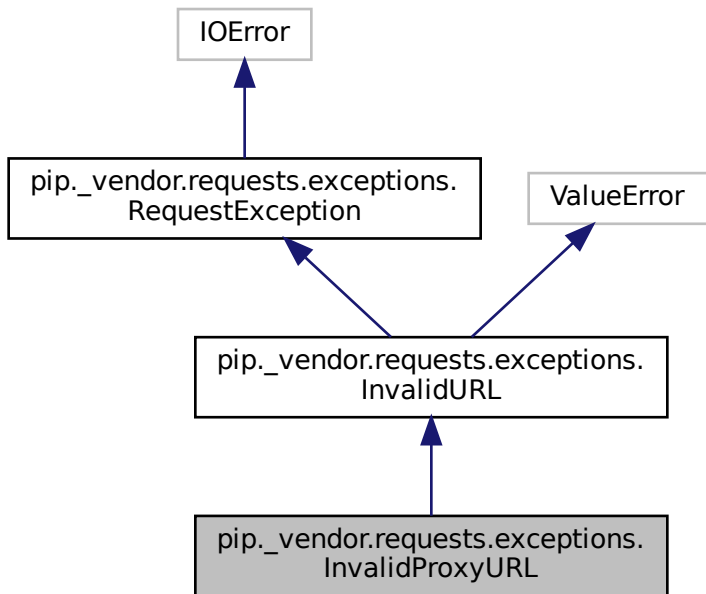 IOError
pip._vendor.requests.exceptions.
RequestException
ValueError
pip._vendor.requests.exceptions.
InvalidURL
pip._vendor.requests.exceptions.
InvalidProxyURL